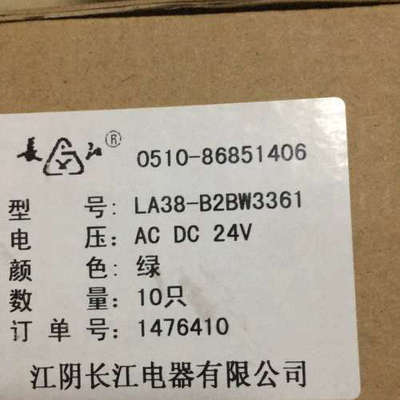 长江® 0510-86851406
型号: LA38-B2BW3361
电压: AC DC 24V
颜色: 绿
数量: 10只
订单号: 1476410
江阴长江电器有限公司